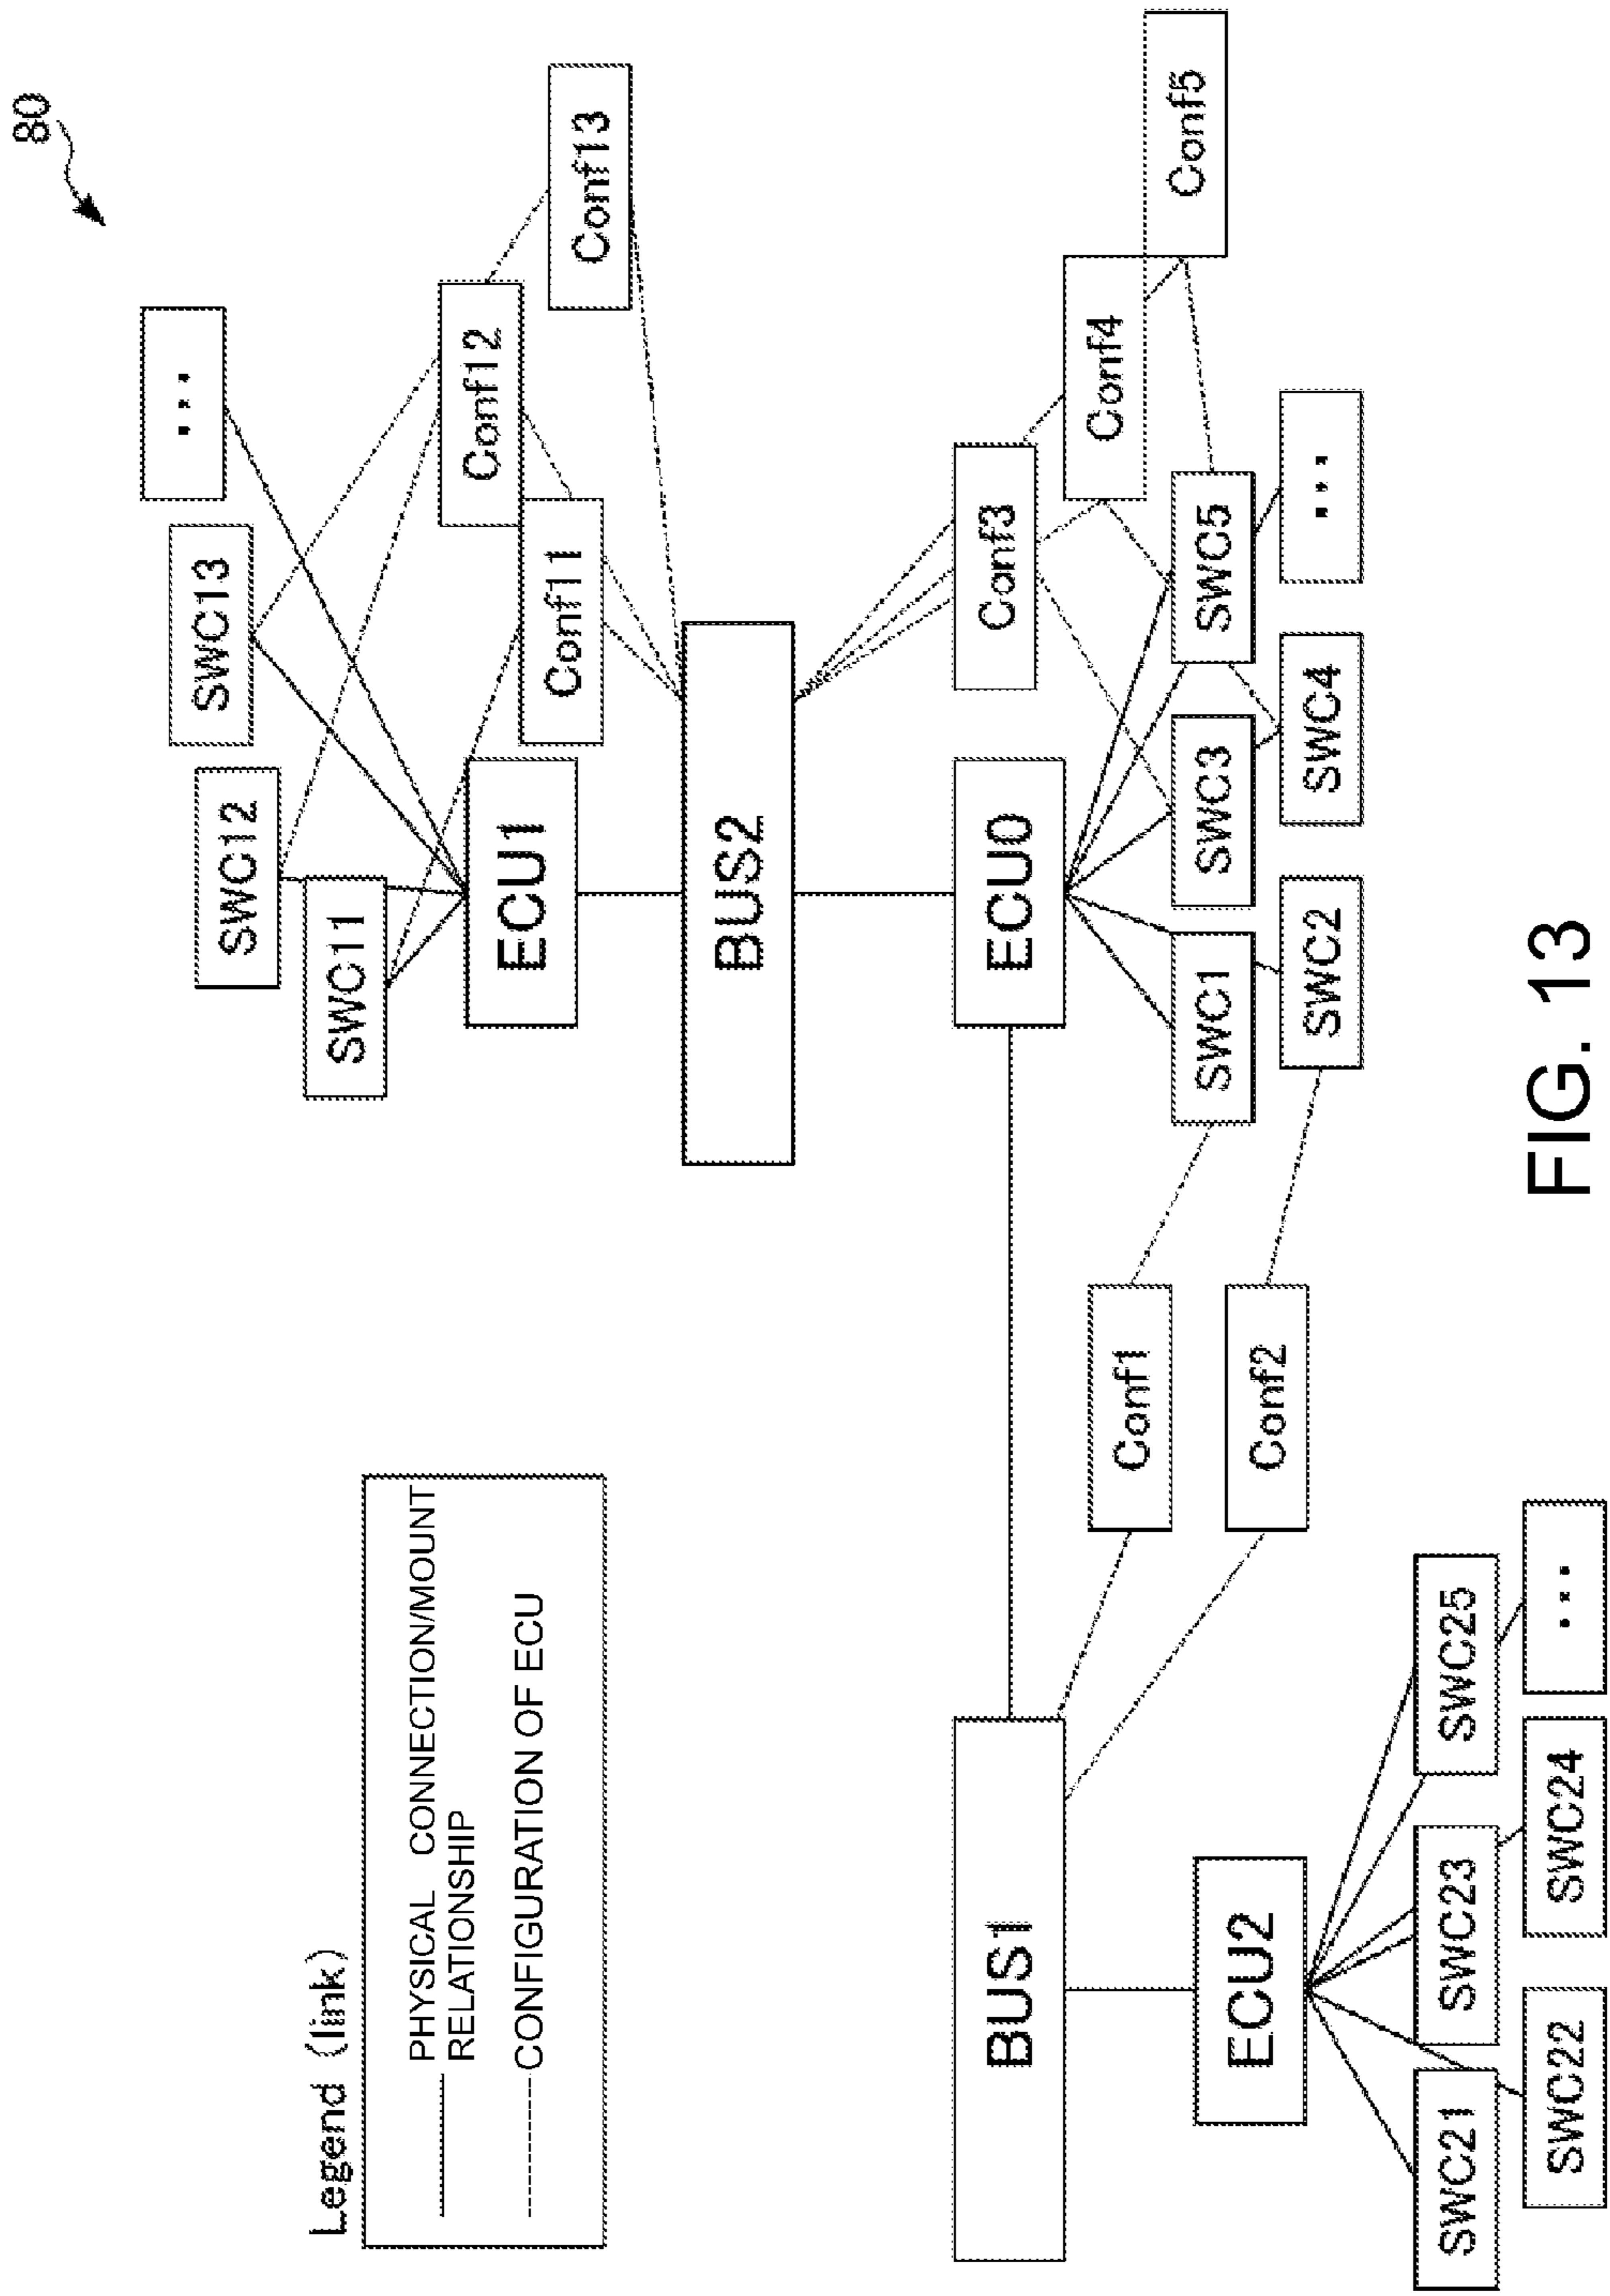 80
Legend (link)
PHYSICAL CONNECTION/MOUNT
RELATIONSHIP
CONFIGURATION OF ECU
...
SWC13
SWC12
SWC11
Conf12
Conf13
ECU1
Conf11
BUS2
BUS1
ECU0
Conf3
Conf4
Conf5
Conf1
Conf2
SWC1
SWC3
SWC5
SWC2
SWC4
...
ECU2
SWC21
SWC23
SWC25
SWC22
SWC24
...
FIG. 13